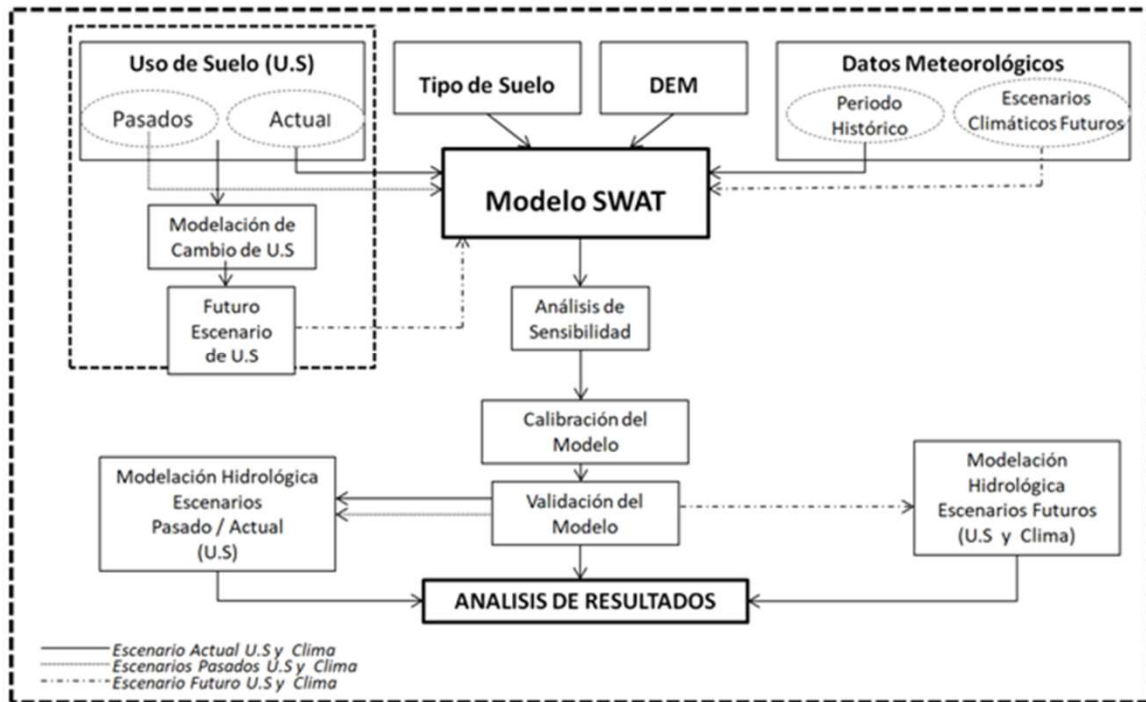 Uso de Suelo (U.S)
Pasados
Actual
Tipo de Suelo
DEM
Datos Meteorológicos
Periodo
Histórico
Escenarios
Climáticos Futuros
Modelo SWAT
Modelación de
Cambio de U.S
Futuro
Escenario
de U.S
Análisis de
Sensibilidad
Calibración del
Modelo
Validación del
Modelo
Modelación Hidrológica
Escenarios
Pasado / Actual
(U.S)
Modelación
Hidrológica
Escenarios Futuros
(U.S y Clima)
ANALISIS DE RESULTADOS
Escenario Actual U.S y Clima
Escenarios Pasados U.S y Clima
Escenario Futuro U.S y Clima